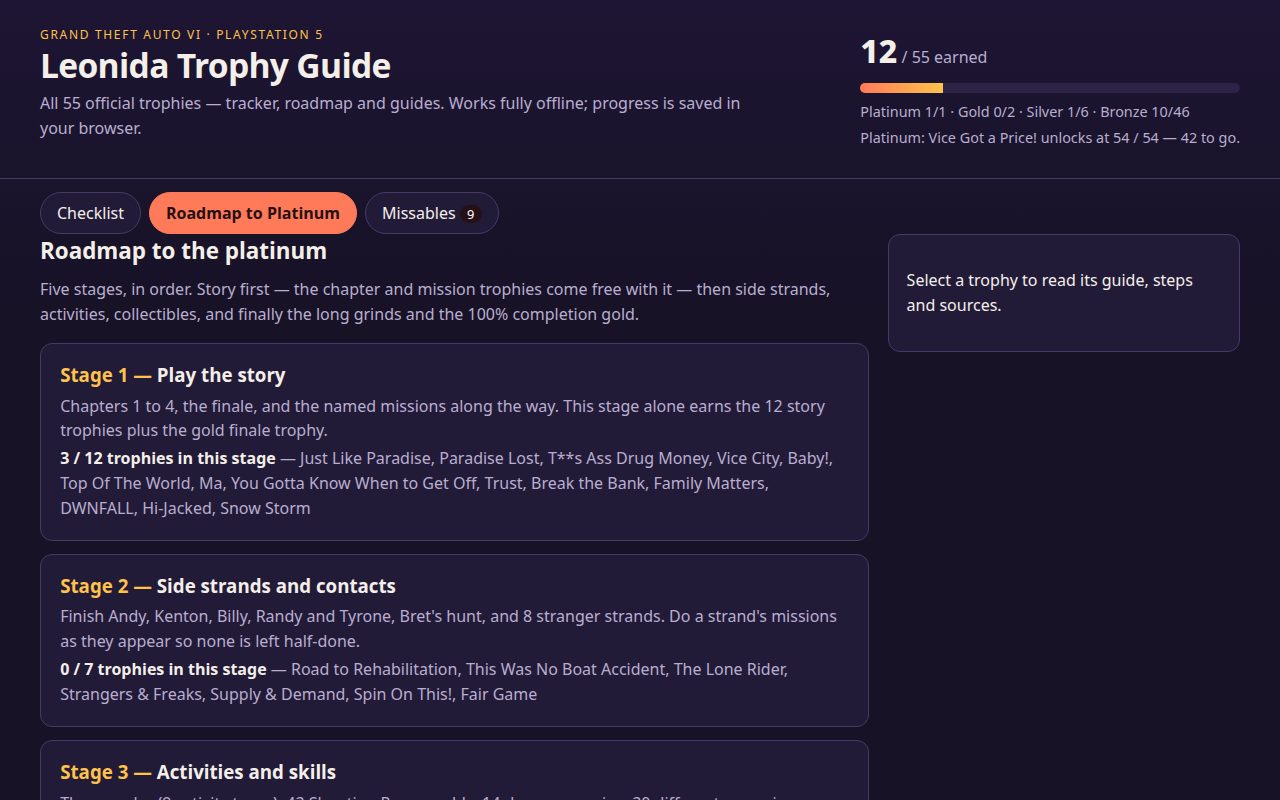 GRAND THEFT AUTO VI · PLAYSTATION 5
Leonida Trophy Guide
All 55 official trophies — tracker, roadmap and guides. Works fully offline; progress is saved in
your browser.
12 / 55 earned
Platinum 1/1 · Gold 0/2 · Silver 1/6 · Bronze 10/46
Platinum: Vice Got a Price! unlocks at 54 / 54 — 42 to go.
Checklist
Roadmap to Platinum
Missables 9
Roadmap to the platinum
Five stages, in order. Story first — the chapter and mission trophies come free with it — then side strands,
activities, collectibles, and finally the long grinds and the 100% completion gold.
Select a trophy to read its guide, steps
and sources.
Stage 1 — Play the story
Chapters 1 to 4, the finale, and the named missions along the way. This stage alone earns the 12 story
trophies plus the gold finale trophy.
3 / 12 trophies in this stage — Just Like Paradise, Paradise Lost, T**s Ass Drug Money, Vice City, Baby!,
Top Of The World, Ma, You Gotta Know When to Get Off, Trust, Break the Bank, Family Matters,
DWNFALL, Hi-Jacked, Snow Storm
Stage 2 — Side strands and contacts
Finish Andy, Kenton, Billy, Randy and Tyrone, Bret's hunt, and 8 stranger strands. Do a strand's missions
as they appear so none is left half-done.
0 / 7 trophies in this stage — Road to Rehabilitation, This Was No Boat Accident, The Lone Rider,
Strangers & Freaks, Supply & Demand, Spin On This!, Fair Game
Stage 3 — Activities and skills